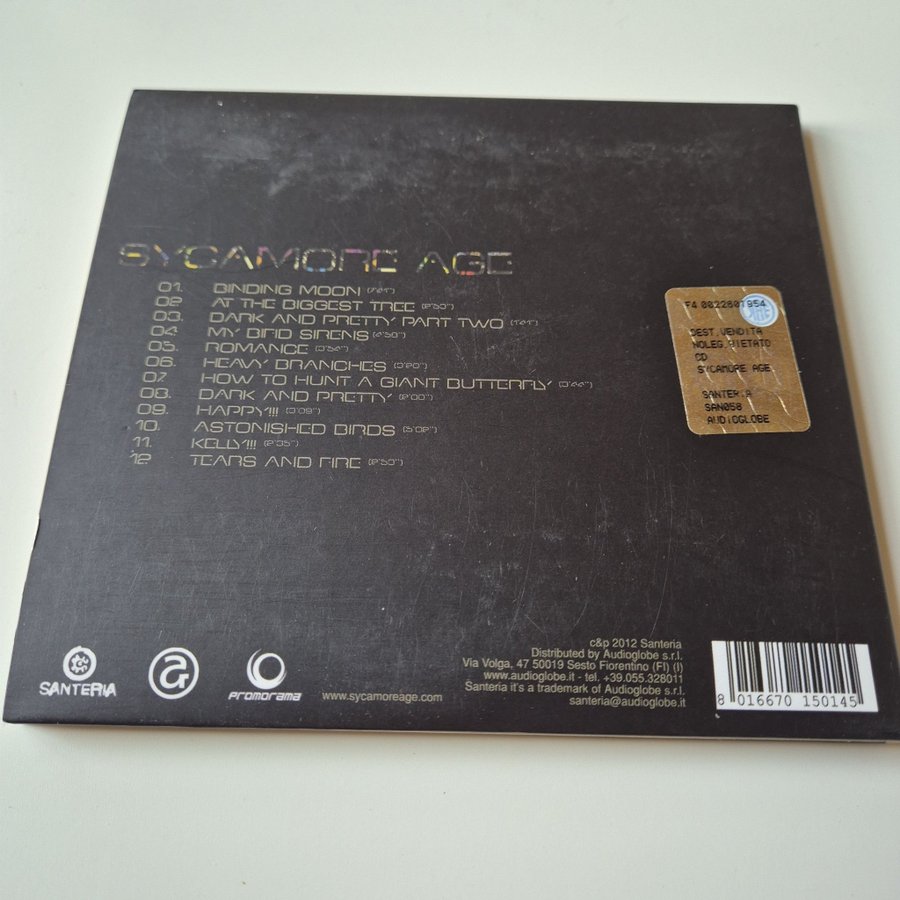 SYCAMORE AGE
01. BINDING MOON
02 AT THE BIGGEST TREE
03. DARK AND PRETTY PART TWO
04. MY BIRD SIRENS
05. ROMANCE
06. HEAVY BRANCHES
07. HOW TO HUNT A GIANT BUTTERFLY
08. DARK AND PRETTY
09. HAPPY!!!
10. ASTONISHED BIRDS
11. KELLY!!!
12 TEARS AND FIRE
DEST.VENDITA
NOLEG.VIETATO
CD
SYCAMORE AGE
SANTERIA
SAN058
AUDIOGLOBE
SANTERIA
promorama
www.sycamoreage.com
c&p 2012 Santeria
Distributed by Audioglobe s.r.l.
Via Volga, 47 50019 Sesto Fiorentino (FI) (I)
www.audioglobe.it - tel. +39.055.328011
Santeria it's a trademark of Audioglobe s.r.l.
santeria@audioglobe.it
8 016670 150145